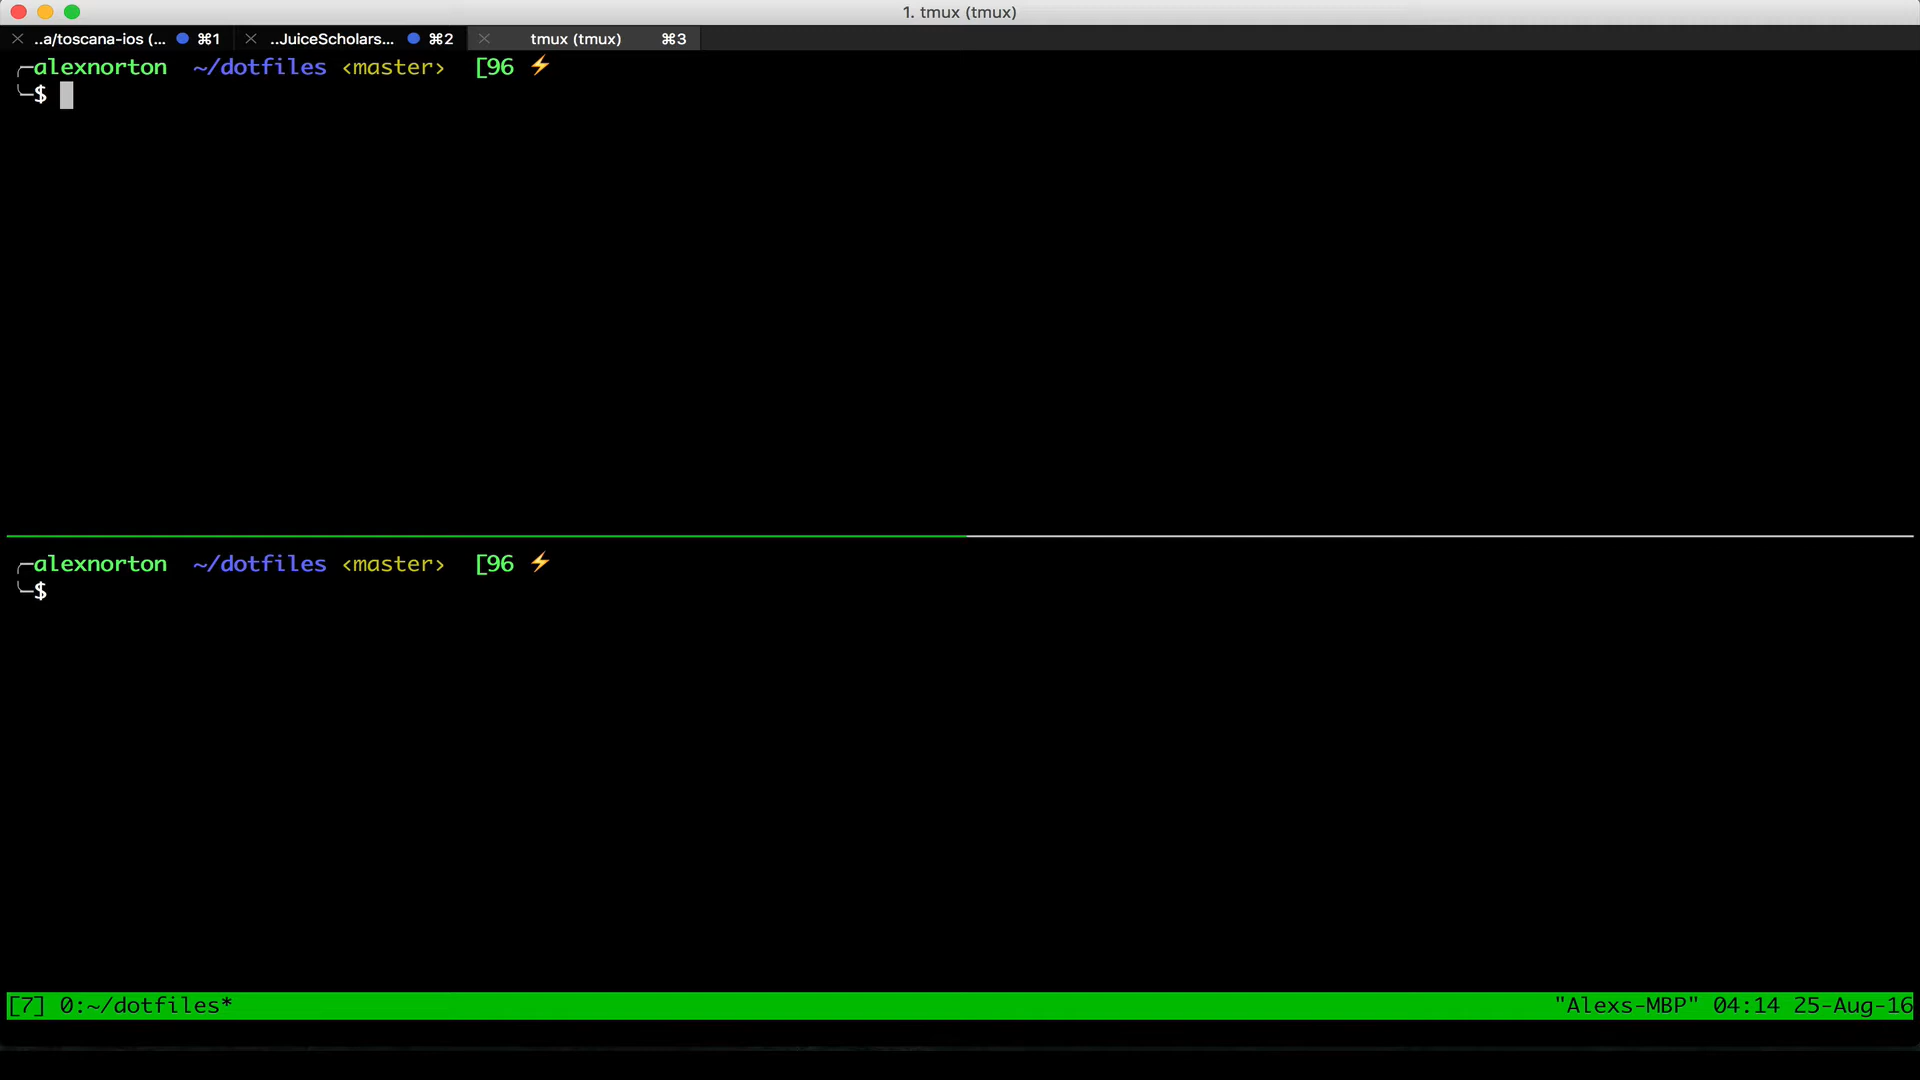 1. tmux (tmux)
..a/toscana-ios (... ⌘1 ..JuiceScholars... ⌘2 tmux (tmux) ⌘3
╭─alexnorton ~/dotfiles ‹master› [96 ⚡
╰─$
╭─alexnorton ~/dotfiles ‹master› [96 ⚡
╰─$
[7] 0:~/dotfiles* "Alexs-MBP" 04:14 25-Aug-16